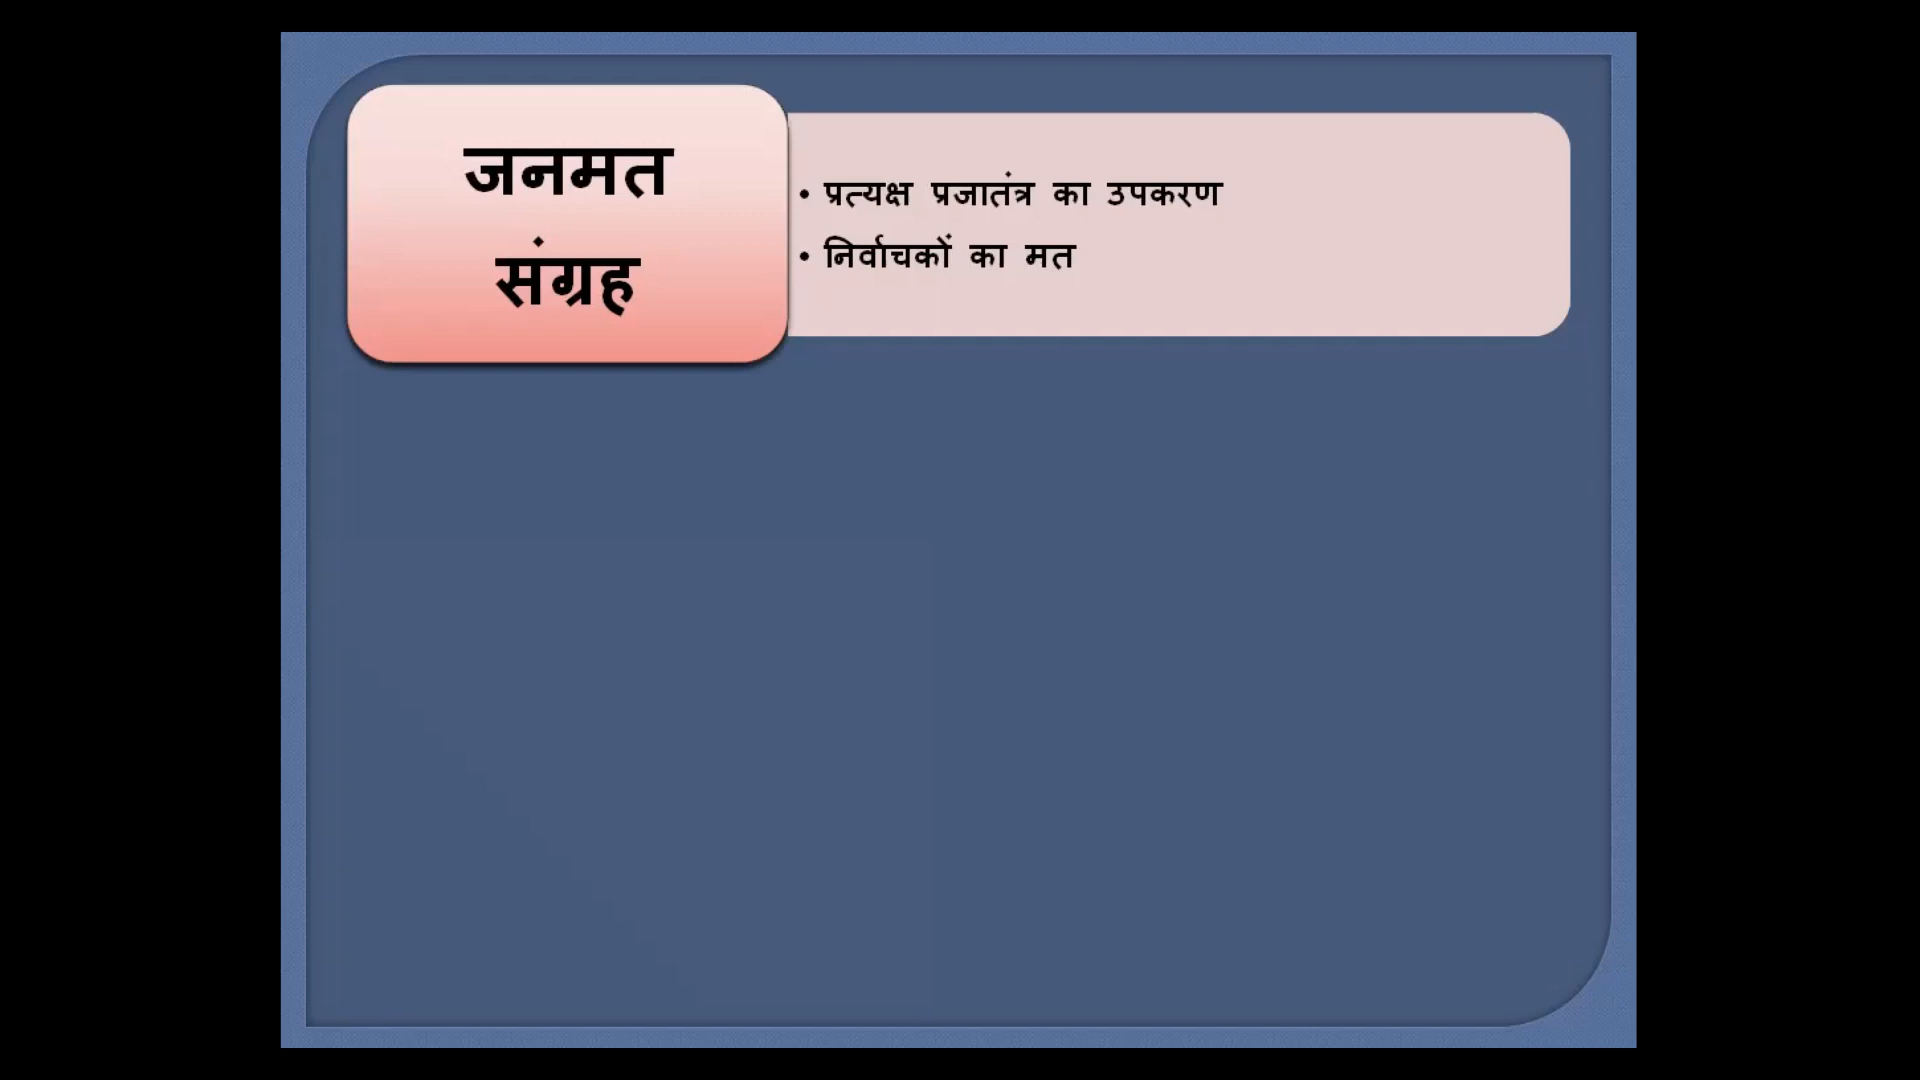 जनमत
संग्रह
• प्रत्यक्ष प्रजातंत्र का उपकरण
• निर्वाचकों का मत